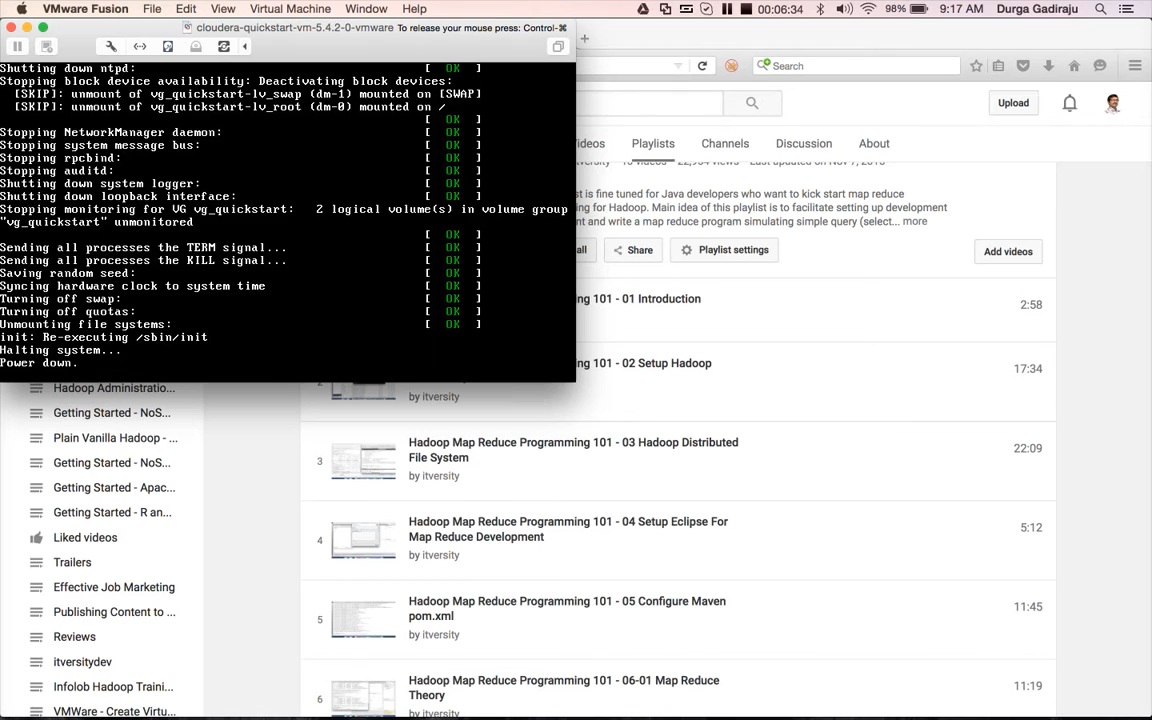 VMware Fusion File Edit View Virtual Machine Window Help 00:06:34 98% 9:17 AM Durga Gadiraju
cloudera-quickstart-vm-5.4.2-0-vmware To release your mouse press: Control-⌘
Shutting down ntpd: [ OK ]
Stopping block device availability: Deactivating block devices:
[SKIP]: unmount of vg_quickstart-lv_swap (dm-1) mounted on [SWAP]
[SKIP]: unmount of vg_quickstart-lv_root (dm-0) mounted on /
[ OK ]
Stopping NetworkManager daemon: [ OK ]
Stopping system message bus: [ OK ]
Stopping rpcbind: [ OK ]
Stopping auditd: [ OK ]
Shutting down system logger: [ OK ]
Shutting down loopback interface: [ OK ]
Stopping monitoring for VG vg_quickstart: 2 logical volume(s) in volume group
"vg_quickstart" unmonitored
[ OK ]
Sending all processes the TERM signal... [ OK ]
Sending all processes the KILL signal... [ OK ]
Saving random seed: [ OK ]
Syncing hardware clock to system time [ OK ]
Turning off swap: [ OK ]
Turning off quotas: [ OK ]
Unmounting file systems: [ OK ]
init: Re-executing /sbin/init
Halting system...
Power down.
Search
Upload
ideos Playlists Channels Discussion About
st is fine tuned for Java developers who want to kick start map reduce
ng for Hadoop. Main idea of this playlist is to facilitate setting up development
nt and write a map reduce program simulating simple query (select... more
all Share Playlist settings Add videos
ng 101 - 01 Introduction 2:58
ng 101 - 02 Setup Hadoop 17:34
by itversity
3 Hadoop Map Reduce Programming 101 - 03 Hadoop Distributed
File System 22:09
by itversity
4 Hadoop Map Reduce Programming 101 - 04 Setup Eclipse For
Map Reduce Development 5:12
by itversity
5 Hadoop Map Reduce Programming 101 - 05 Configure Maven
pom.xml 11:45
by itversity
6 Hadoop Map Reduce Programming 101 - 06-01 Map Reduce
Theory 11:19
by itversity
Hadoop Administratio...
Getting Started - NoS...
Plain Vanilla Hadoop - ...
Getting Started - NoS...
Getting Started - Apac...
Getting Started - R an...
Liked videos
Trailers
Effective Job Marketing
Publishing Content to ...
Reviews
itversitydev
Infolob Hadoop Traini...
VMWare - Create Virtu...